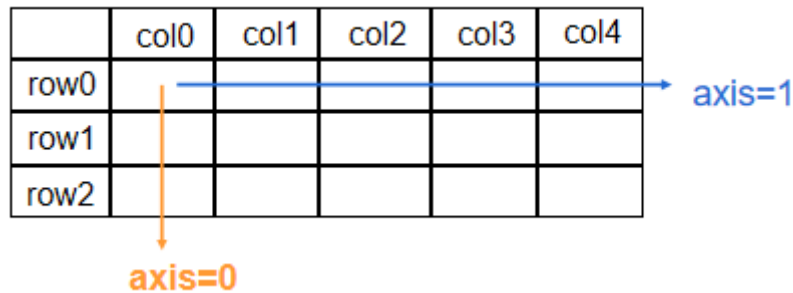 col0 col1 col2 col3 col4
row0
axis=1
row1
row2
axis=0